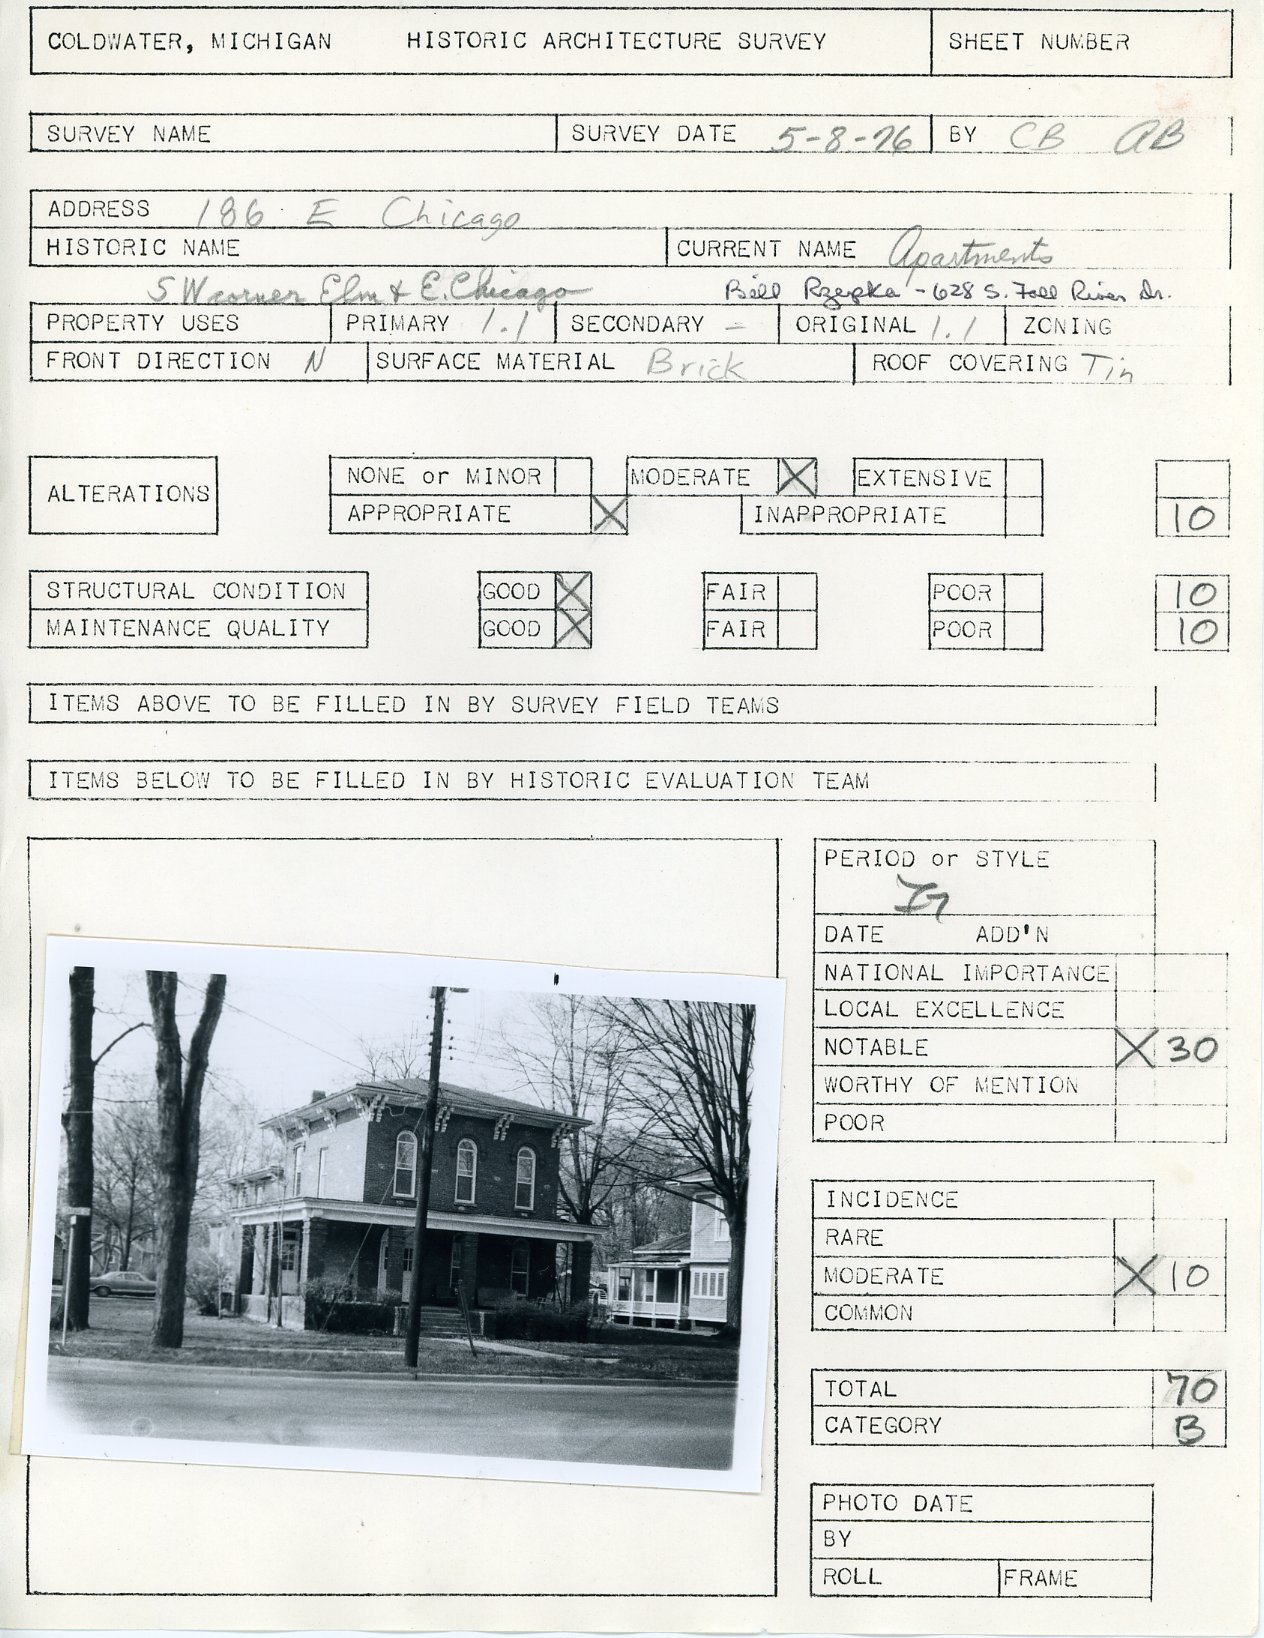 COLDWATER, MICHIGAN HISTORIC ARCHITECTURE SURVEY SHEET NUMBER
SURVEY NAME SURVEY DATE 5-8-76 BY CB AB
ADDRESS 186 E Chicago
HISTORIC NAME CURRENT NAME Apartments
SW corner Elm & E. Chicago Bill Rzepka - 628 S. Fall River Dr.
PROPERTY USES PRIMARY 1.1 SECONDARY - ORIGINAL 1.1 ZONING
FRONT DIRECTION N SURFACE MATERIAL Brick ROOF COVERING Tin
ALTERATIONS NONE or MINOR MODERATE X EXTENSIVE
APPROPRIATE X INAPPROPRIATE 10
STRUCTURAL CONDITION GOOD X FAIR POOR 10
MAINTENANCE QUALITY GOOD X FAIR POOR 10
ITEMS ABOVE TO BE FILLED IN BY SURVEY FIELD TEAMS
ITEMS BELOW TO BE FILLED IN BY HISTORIC EVALUATION TEAM
PERIOD or STYLE
DATE ADD'N
NATIONAL IMPORTANCE
LOCAL EXCELLENCE
NOTABLE X 30
WORTHY OF MENTION
POOR
INCIDENCE
RARE
MODERATE X 10
COMMON
TOTAL 70
CATEGORY B
PHOTO DATE
BY
ROLL FRAME